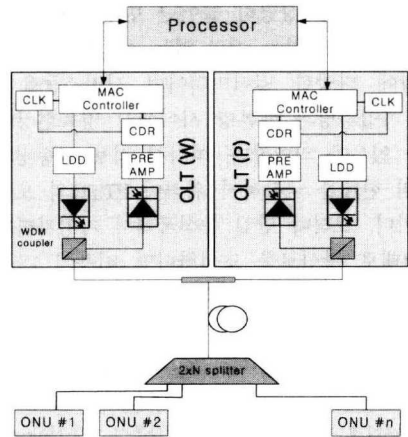 Processor
MAC
Controller
CLK
CDR
LDD
PRE
AMP
OLT (W)
WDM
coupler
MAC
Controller
CLK
CDR
PRE
AMP
LDD
OLT (P)
2xN splitter
ONU #1
ONU #2
ONU #n